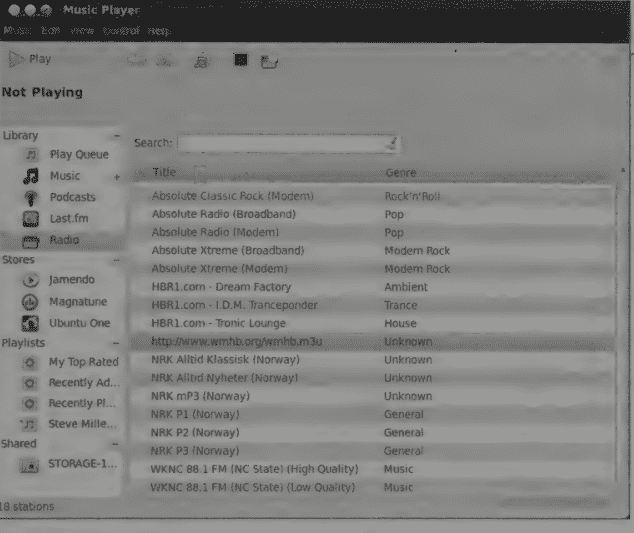 Music Player
Music Edit View Control Help
Play
Not Playing
Library
Play Queue
Music
Podcasts
Last.fm
Radio
Stores
Jamendo
Magnatune
Ubuntu One
Playlists
My Top Rated
Recently Ad...
Recently Pl...
Steve Mille...
Shared
STORAGE-1...
Search:
Title Genre
Absolute Classic Rock (Modem) Rock'n'Roll
Absolute Radio (Broadband) Pop
Absolute Radio (Modem) Pop
Absolute Xtreme (Broadband) Modern Rock
Absolute Xtreme (Modem) Modern Rock
HBR1.com - Dream Factory Ambient
HBR1.com - I.D.M. Tranceponder Trance
HBR1.com - Tronic Lounge House
http://www.wmhb.org/wmhb.m3u Unknown
NRK Alltid Klassisk (Norway) Unknown
NRK Alltid Nyheter (Norway) Unknown
NRK mP3 (Norway) Unknown
NRK P1 (Norway) General
NRK P2 (Norway) General
NRK P3 (Norway) General
WKNC 88.1 FM (NC State) (High Quality) Music
WKNC 88.1 FM (NC State) (Low Quality) Music
18 stations